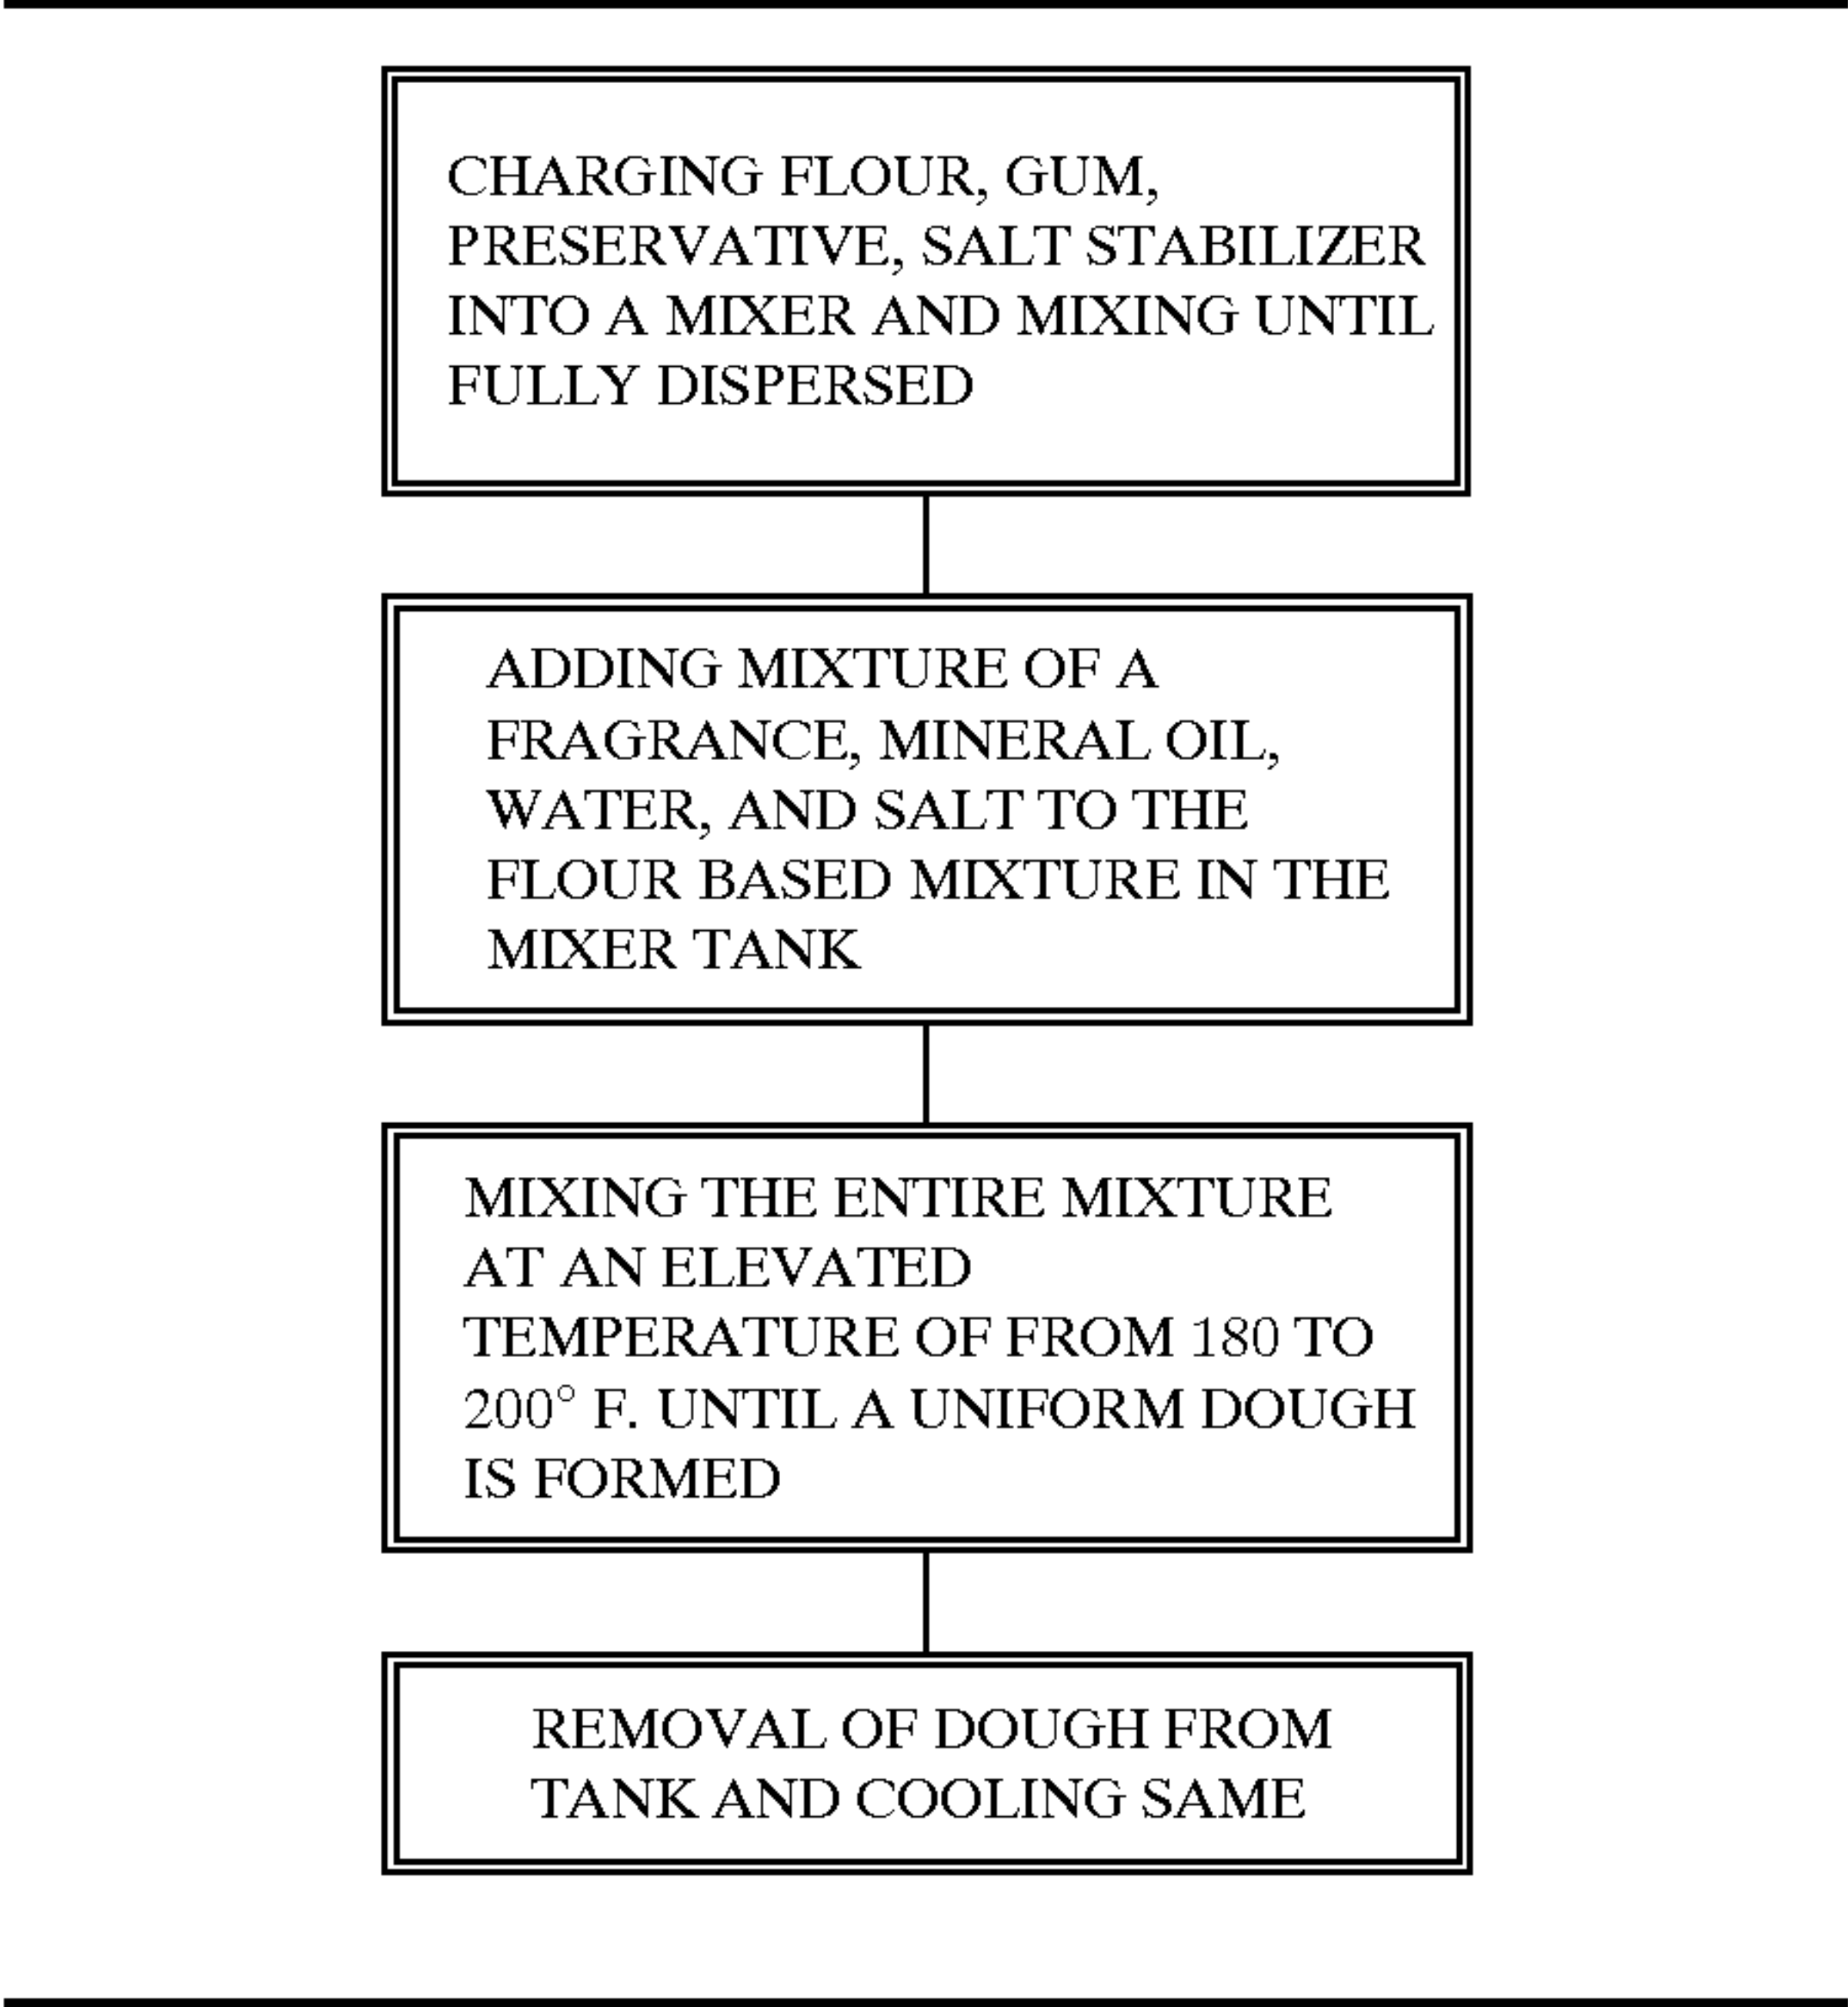 CHARGING FLOUR, GUM,
PRESERVATIVE, SALT STABILIZER
INTO A MIXER AND MIXING UNTIL
FULLY DISPERSED
ADDING MIXTURE OF A
FRAGRANCE, MINERAL OIL,
WATER, AND SALT TO THE
FLOUR BASED MIXTURE IN THE
MIXER TANK
MIXING THE ENTIRE MIXTURE
AT AN ELEVATED
TEMPERATURE OF FROM 180 TO
200° F. UNTIL A UNIFORM DOUGH
IS FORMED
REMOVAL OF DOUGH FROM
TANK AND COOLING SAME